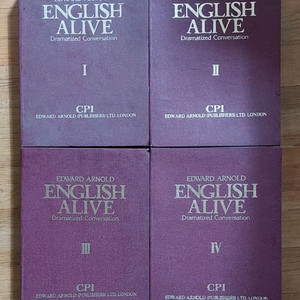 EDWARD ARNOLD
ENGLISH
ALIVE
Dramatized Conversation
I
CPI
EDWARD ARNOLD (PUBLISHERS) LTD. LONDON
ENGLISH
ALIVE
Dramatized Conversation
II
CPI
EDWARD ARNOLD (PUBLISHERS) LTD. LONDON
EDWARD ARNOLD
ENGLISH
ALIVE
Dramatized Conversation
III
CPI
EDWARD ARNOLD (PUBLISHERS) LTD. LONDON
EDWARD ARNOLD
ENGLISH
ALIVE
Dramatized Conversation
IV
CPI
EDWARD ARNOLD (PUBLISHERS) LTD. LONDON